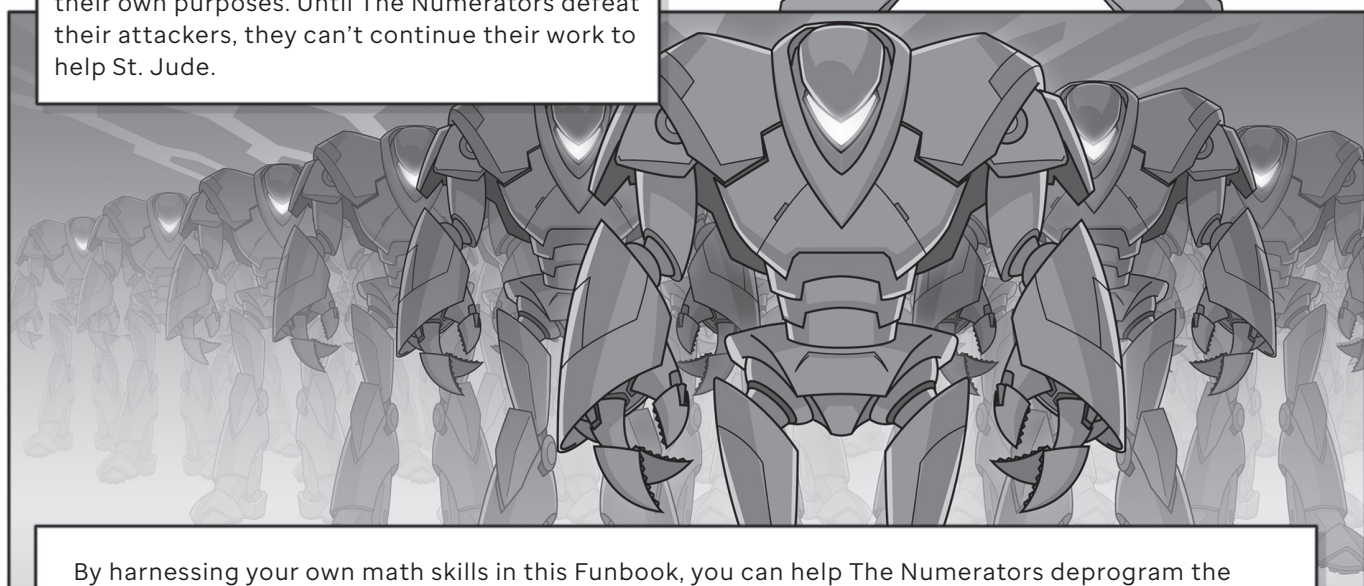 their own purposes. Until The Numerators defeat
their attackers, they can’t continue their work to
help St. Jude.
By harnessing your own math skills in this Funbook, you can help The Numerators deprogram the